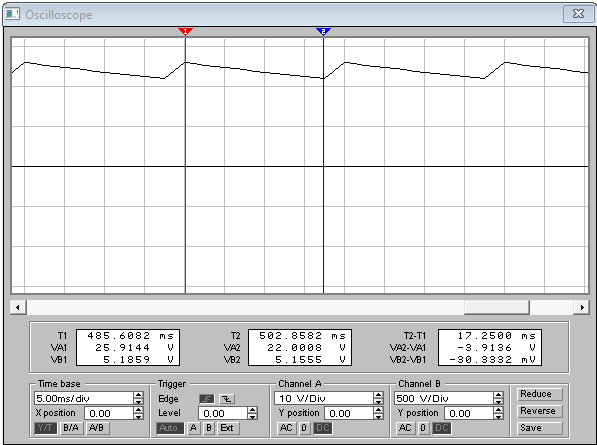 Oscilloscope
1 2
T1 485.6082 ms T2 502.8582 ms T2-T1 17.2500 ms
VA1 25.9144 V VA2 22.0008 V VA2-VA1 -3.9136 V
VB1 5.1859 V VB2 5.1555 V VB2-VB1 -30.3332 mV
Time base Trigger Channel A Channel B
5.00ms/div Edge 10 V/Div 500 V/Div Reduce
X position 0.00 Level 0.00 Y position 0.00 Y position 0.00 Reverse
Y/T B/A A/B Auto A B Ext AC 0 DC AC 0 DC Save